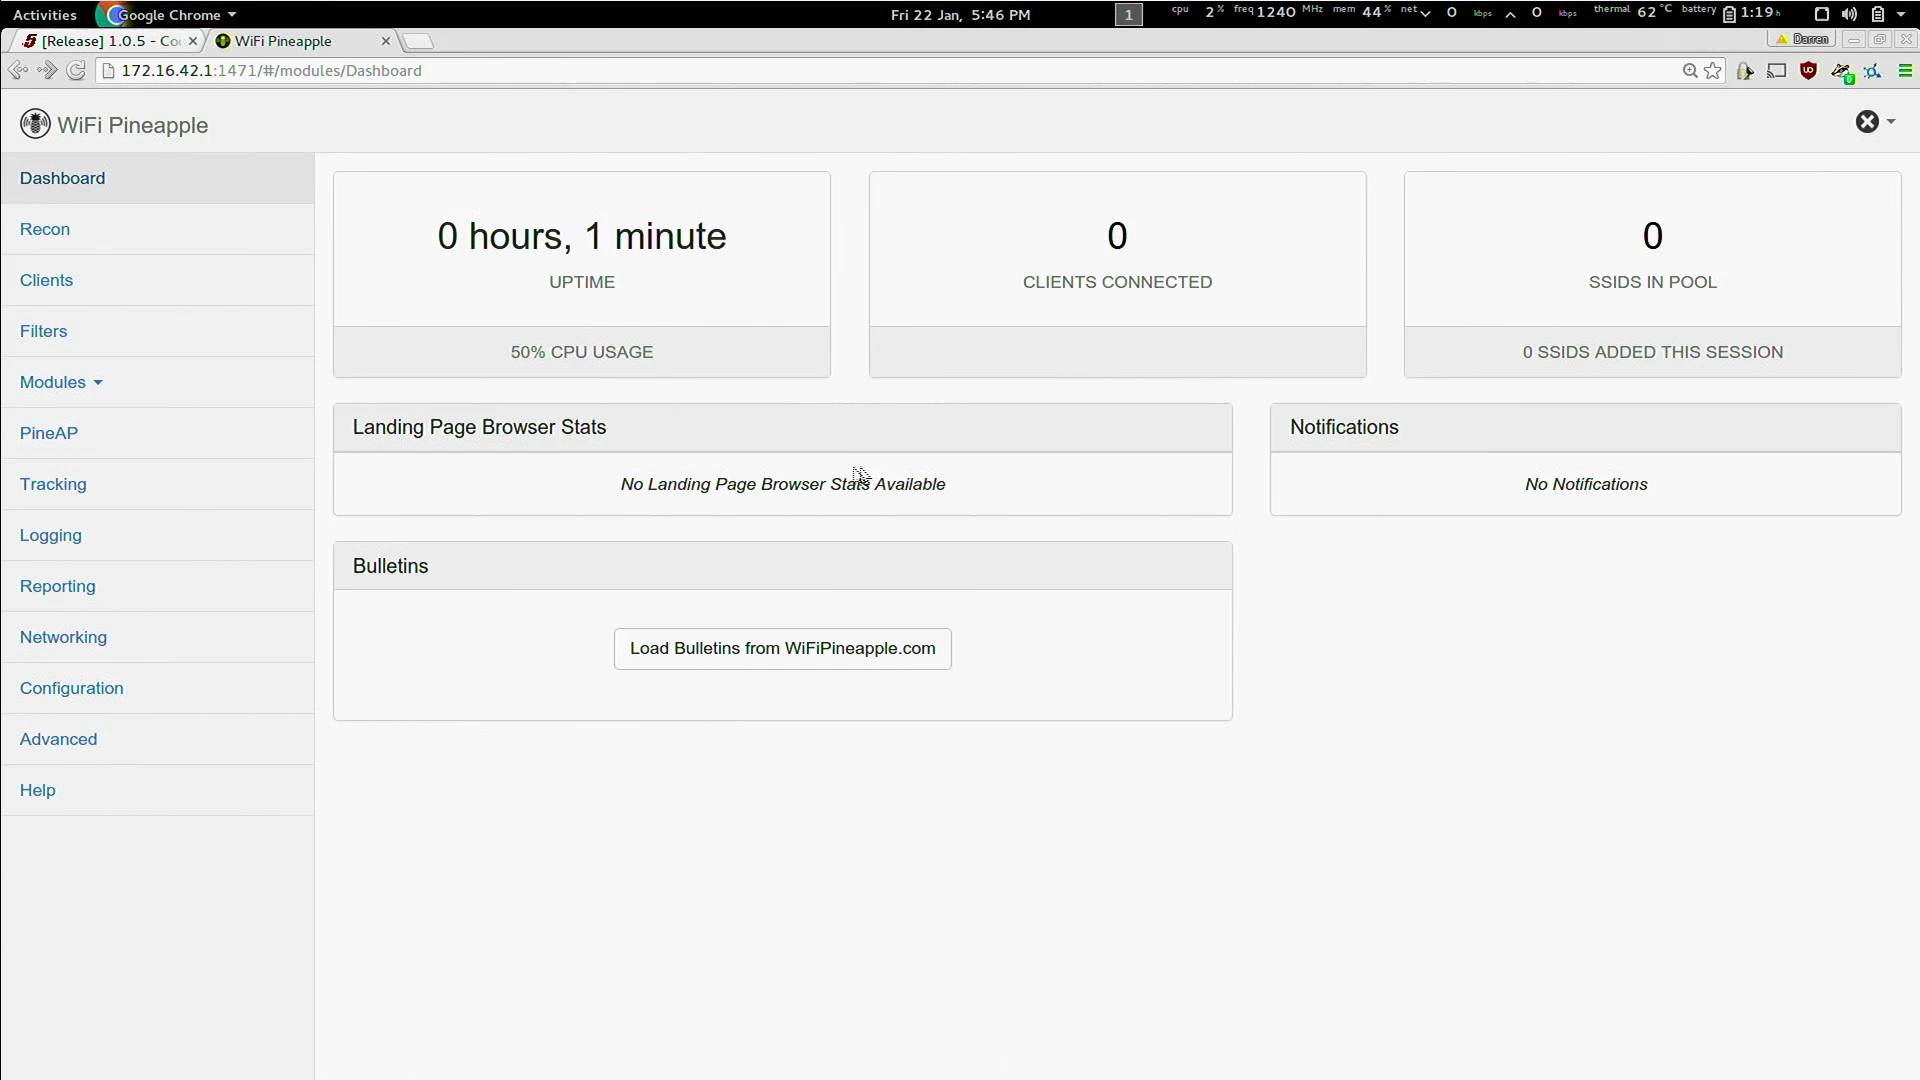 Activities Google Chrome Fri 22 Jan, 5:46 PM 1 cpu 2 % freq 1240 MHz mem 44 % net 0 kbps 0 kbps thermal 62 °C battery 1:19 h
[Release] 1.0.5 - Co WiFi Pineapple Darren
172.16.42.1:1471/#/modules/Dashboard
WiFi Pineapple
Dashboard
Recon
Clients
Filters
Modules
PineAP
Tracking
Logging
Reporting
Networking
Configuration
Advanced
Help
0 hours, 1 minute
UPTIME
50% CPU USAGE
0
CLIENTS CONNECTED
0
SSIDS IN POOL
0 SSIDS ADDED THIS SESSION
Landing Page Browser Stats
No Landing Page Browser Stats Available
Notifications
No Notifications
Bulletins
Load Bulletins from WiFiPineapple.com